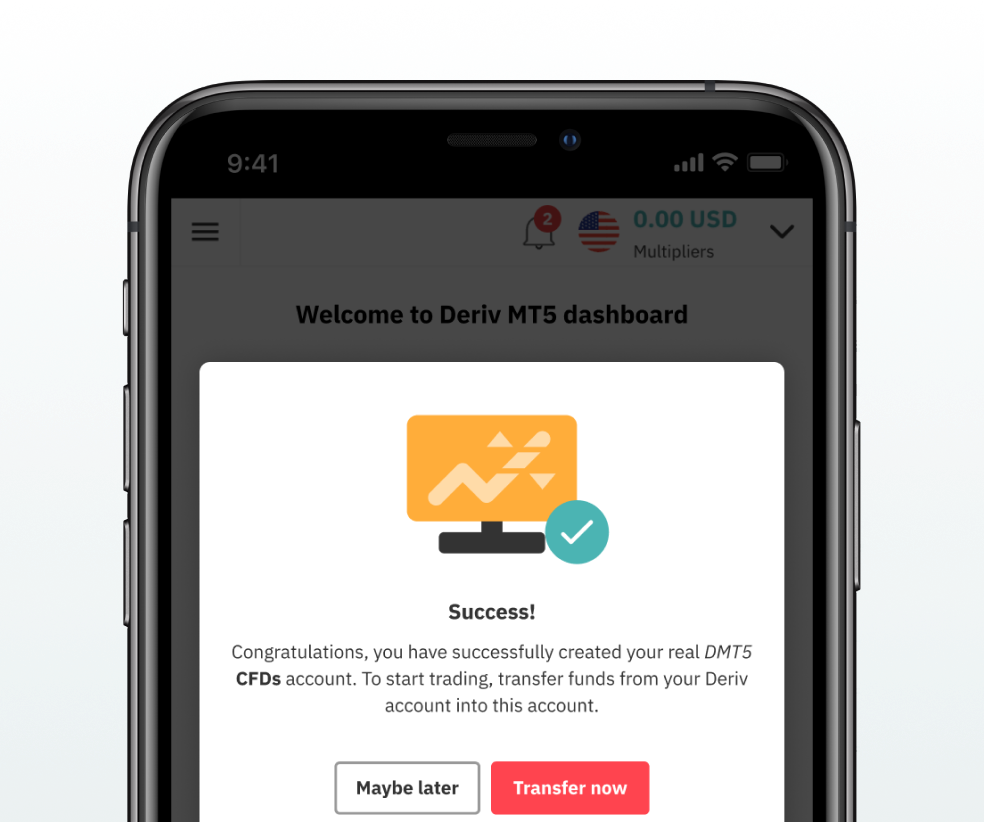 9:41
2
0.00 USD
Multipliers
Welcome to Deriv MT5 dashboard
Success!
Congratulations, you have successfully created your real DMT5
CFDs account. To start trading, transfer funds from your Deriv
account into this account.
Maybe later
Transfer now